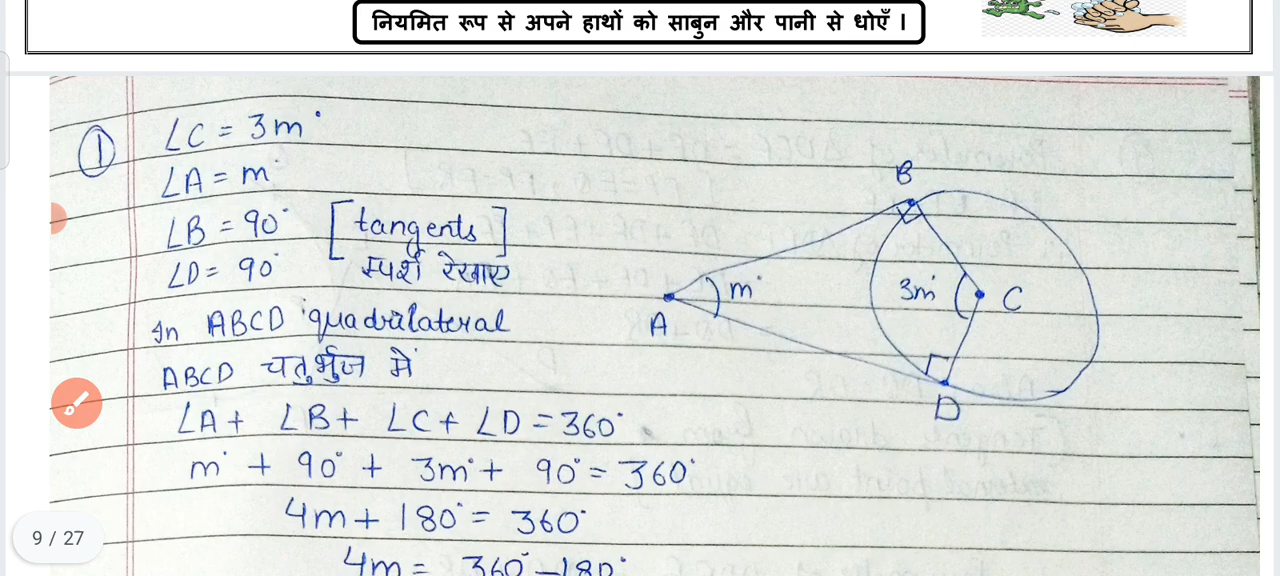 नियमित रूप से अपने हाथों को साबुन और पानी से धोएँ ।
①
∠C = 3m°
∠A = m°
∠B = 90° [tangents]
∠D = 90° स्पर्श रेखाए
In ABCD quadrilateral
ABCD चतुर्भुज में
∠A + ∠B + ∠C + ∠D = 360°
m° + 90° + 3m° + 90° = 360°
4m + 180° = 360°
4m = 360° - 180°
B
A
m°
3m°
C
D
9 / 27